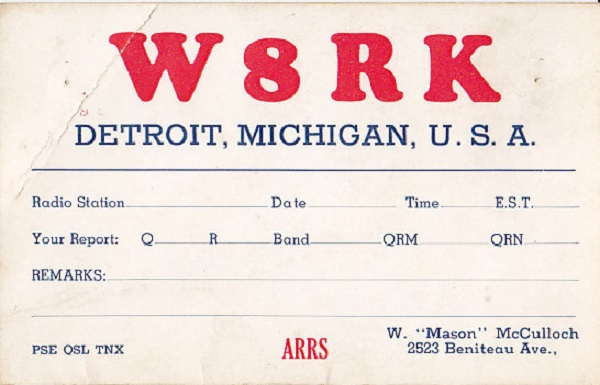 W8RK
DETROIT, MICHIGAN, U. S. A.
Radio Station Date Time E.S.T.
Your Report: Q R Band QRM QRN
REMARKS:
W. "Mason" McCulloch
PSE QSL TNX ARRS 2523 Beniteau Ave.,